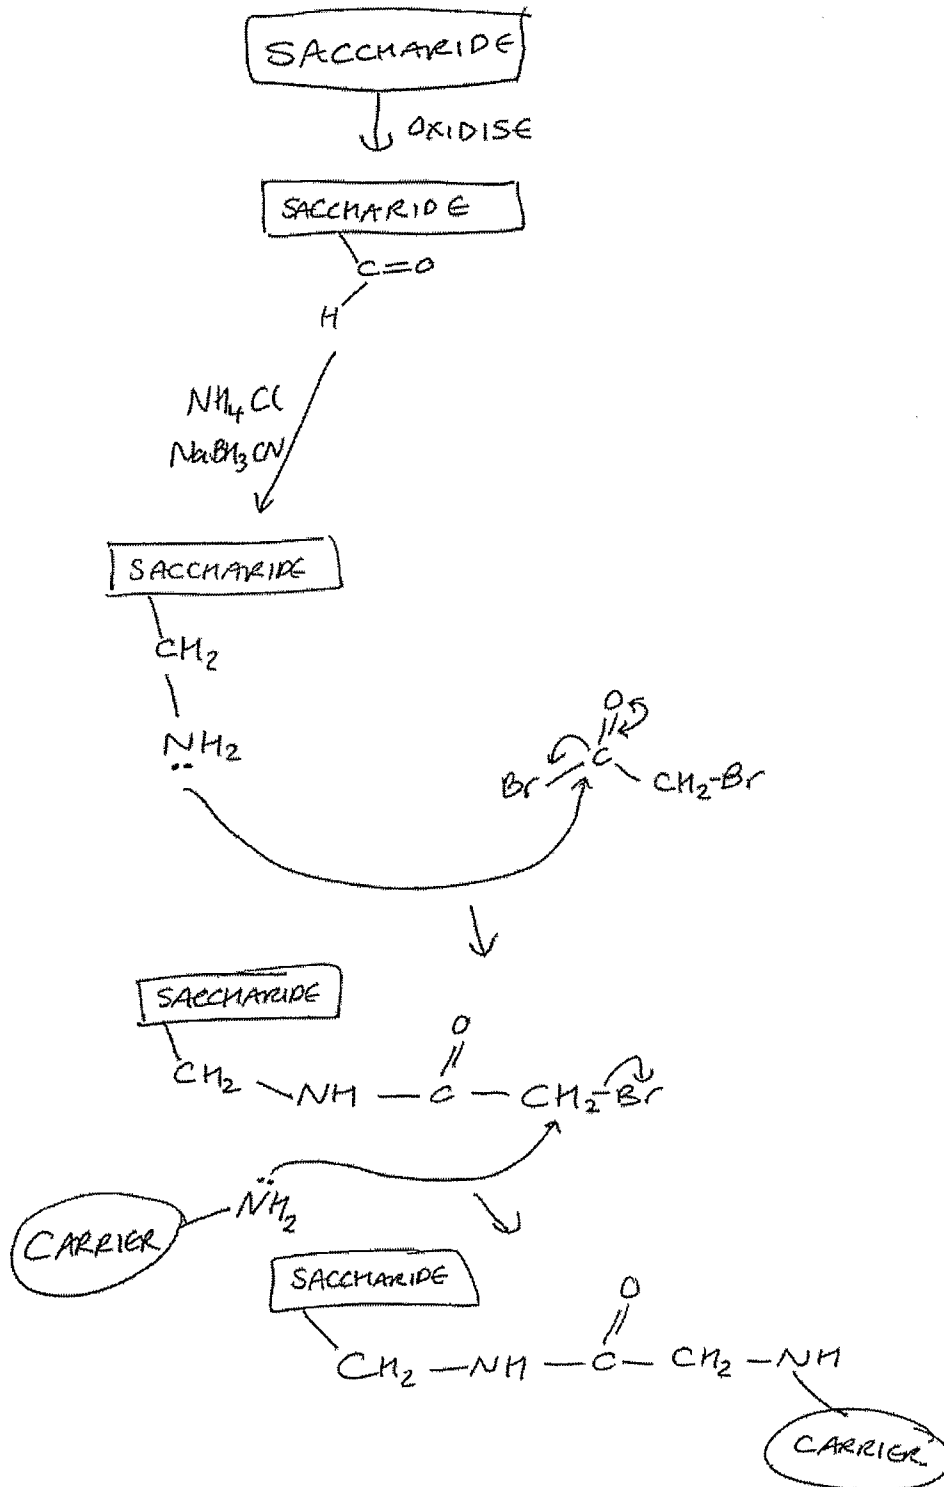 SACCHARIDE
OXIDISE
SACCHARIDE
C=O
H
NH4Cl
NaBH3CN
SACCHARIDE
CH2
NH2
O
Br C CH2-Br
SACCHARIDE
O
CH2 - NH - C - CH2-Br
CARRIER NH2
SACCHARIDE
O
CH2 - NH - C - CH2 - NH
CARRIER